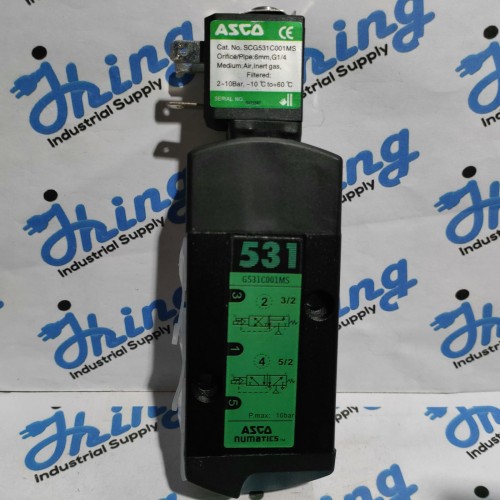 ASCO CE
Cat. No. SCG531C001MS
Orifice/Pipe:6mm,G1/4
Medium:Air,Inert gas,
Filtered:
2~10Bar, -10℃to+60℃
SERIAL NO.
531
G531C001MS
3 2 3/2
1
4 5/2
5
P max: 10bar
ASCO
NUMATICS™
Jhing
Industrial Supply